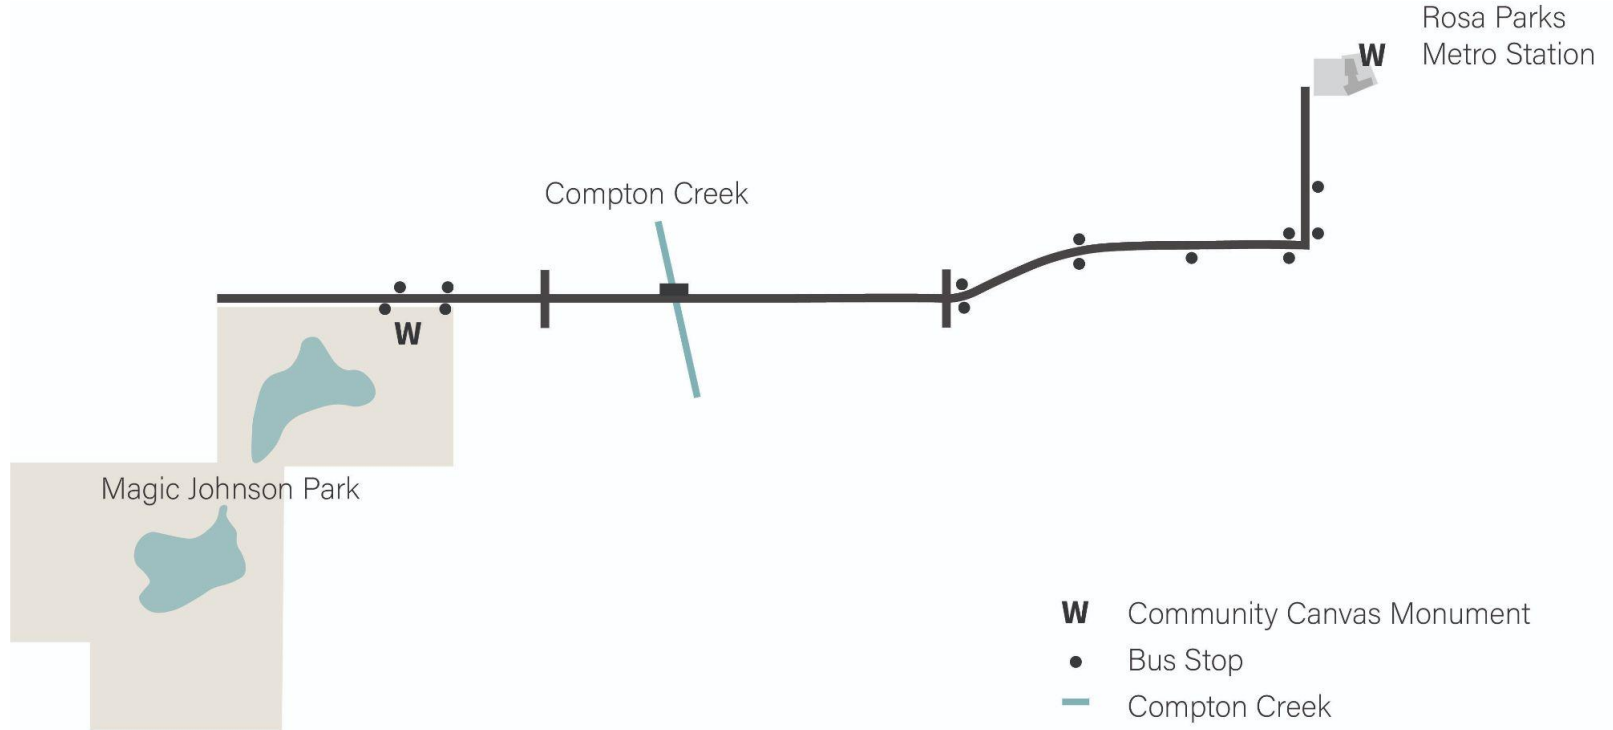 Rosa Parks
Metro Station
W
Compton Creek
W
Magic Johnson Park
W Community Canvas Monument
Bus Stop
Compton Creek